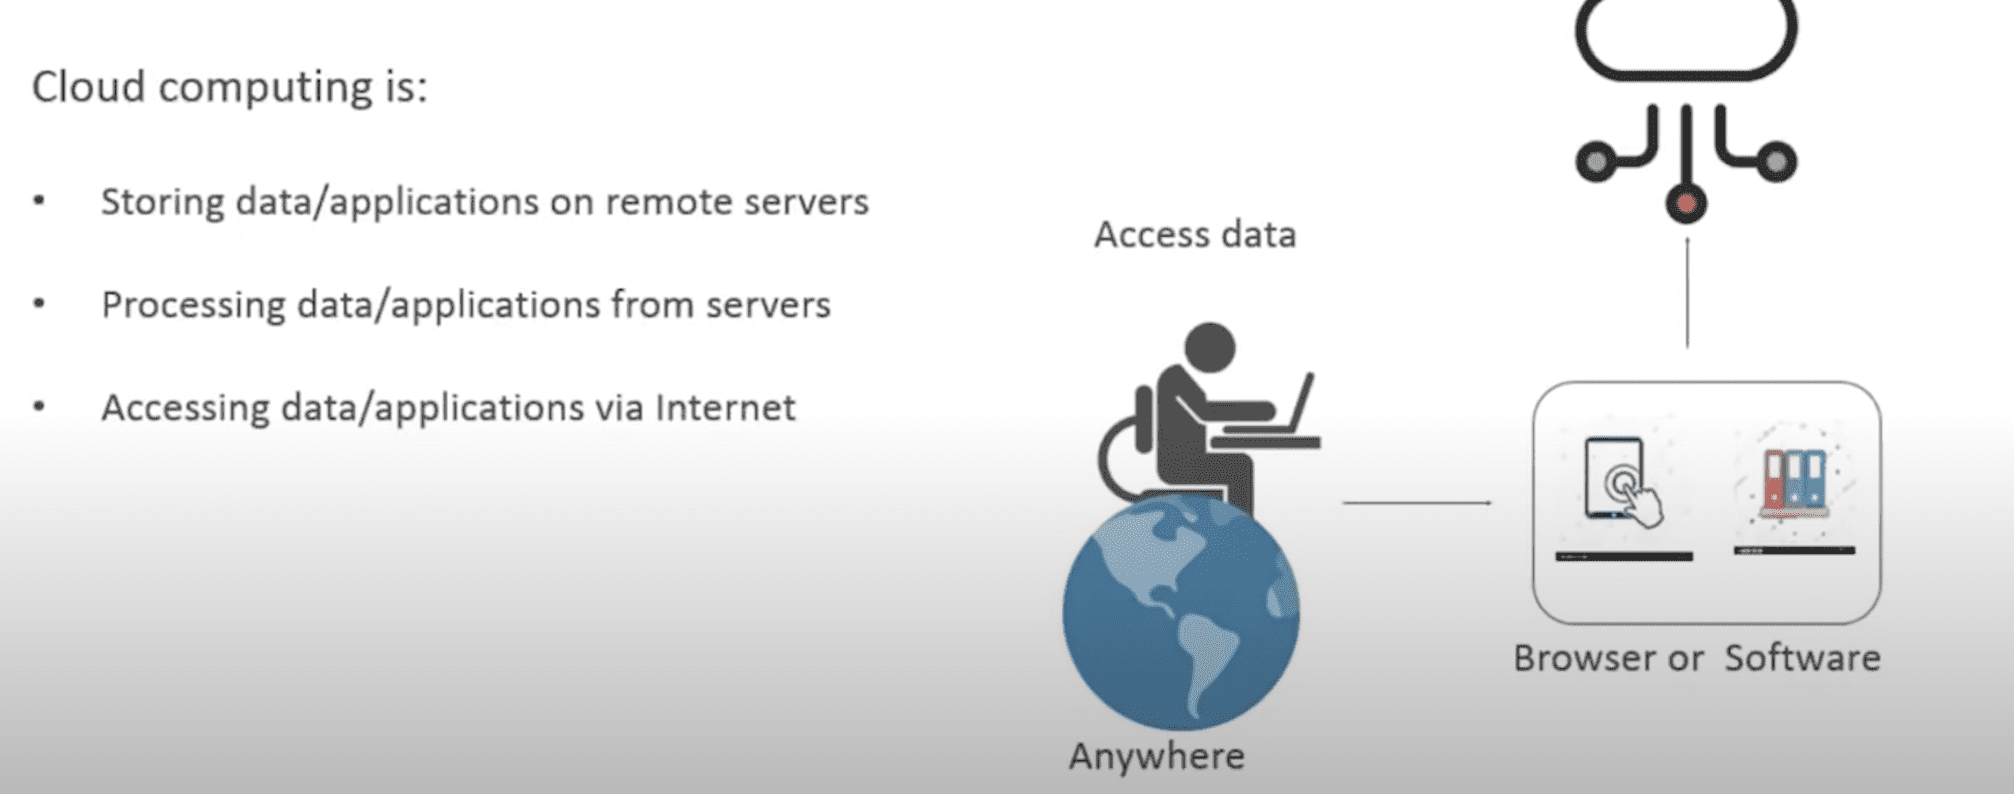 Cloud computing is:
• Storing data/applications on remote servers
• Processing data/applications from servers
• Accessing data/applications via Internet
Access data
Anywhere
Browser or Software